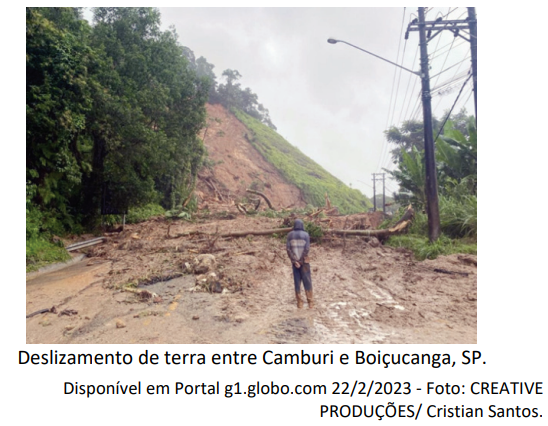 Deslizamento de terra entre Camburi e Boiçucanga, SP.
Disponível em Portal g1.globo.com 22/2/2023 - Foto: CREATIVE
PRODUÇÕES/ Cristian Santos.